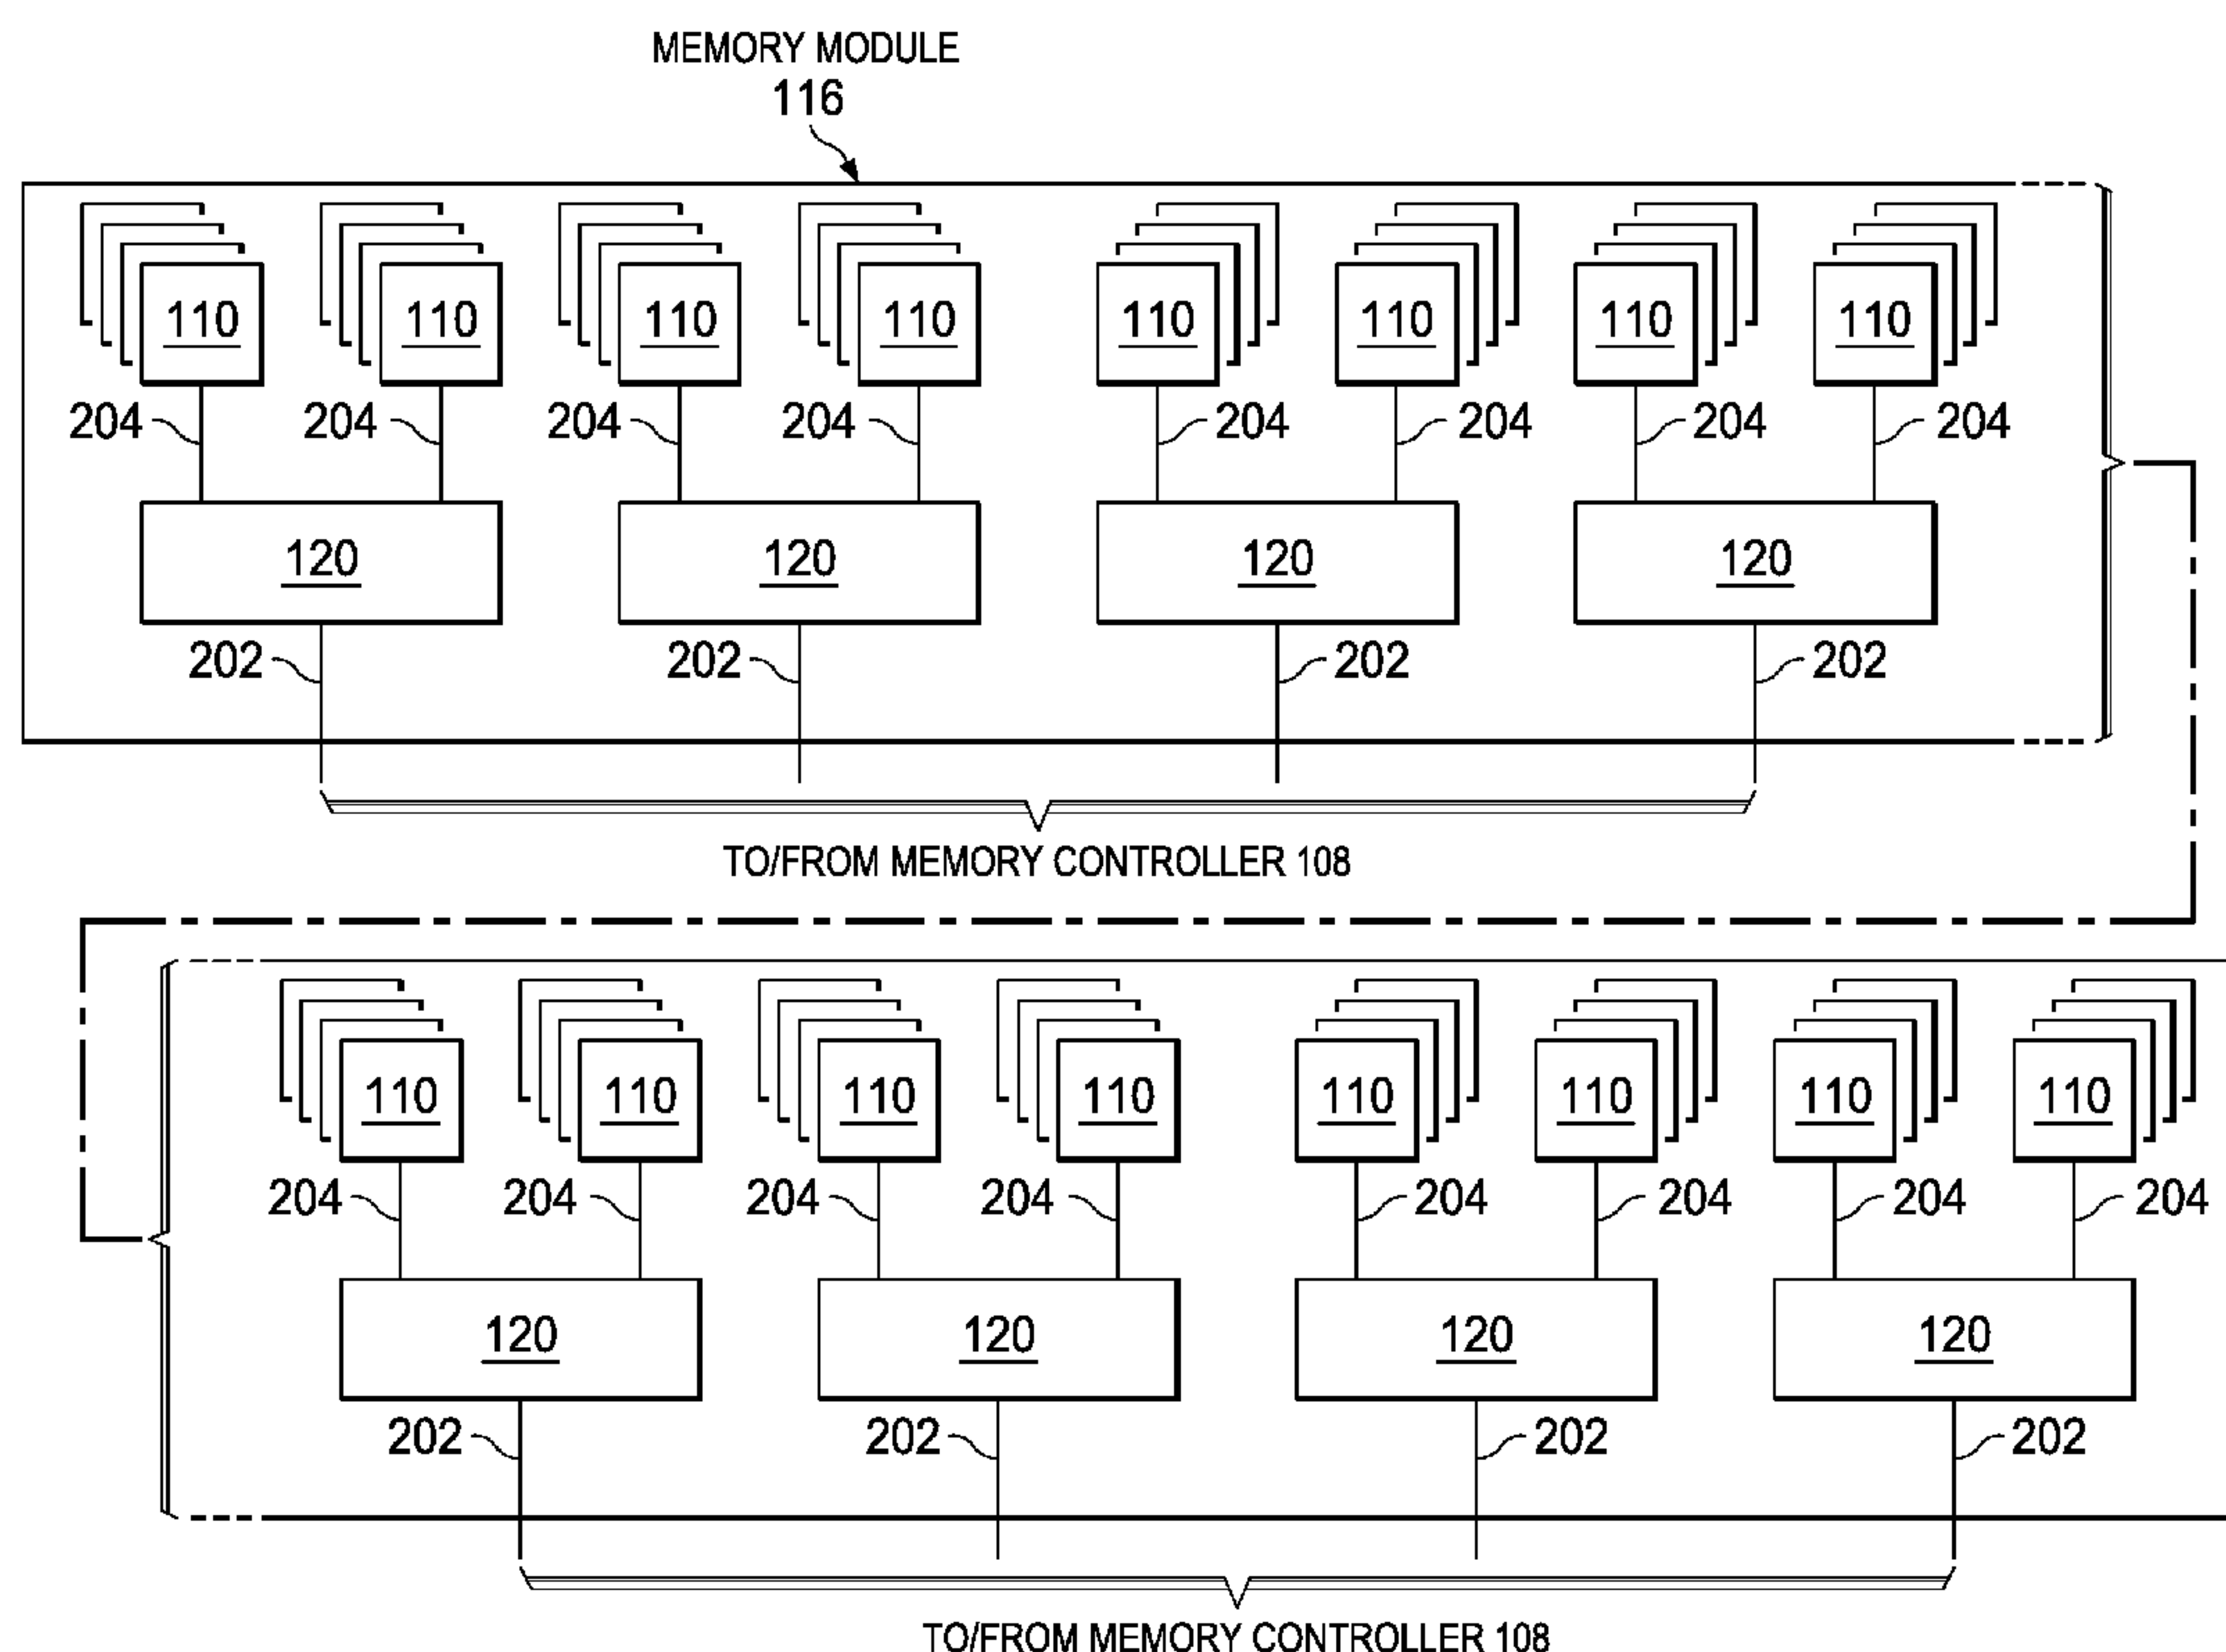 MEMORY MODULE
116
110 110 110 110 110 110 110 110
204 204 204 204 204 204 204 204
120 120 120 120
202 202 202 202
TO/FROM MEMORY CONTROLLER 108
110 110 110 110 110 110 110 110
204 204 204 204 204 204 204 204
120 120 120 120
202 202 202 202
TO/FROM MEMORY CONTROLLER 108